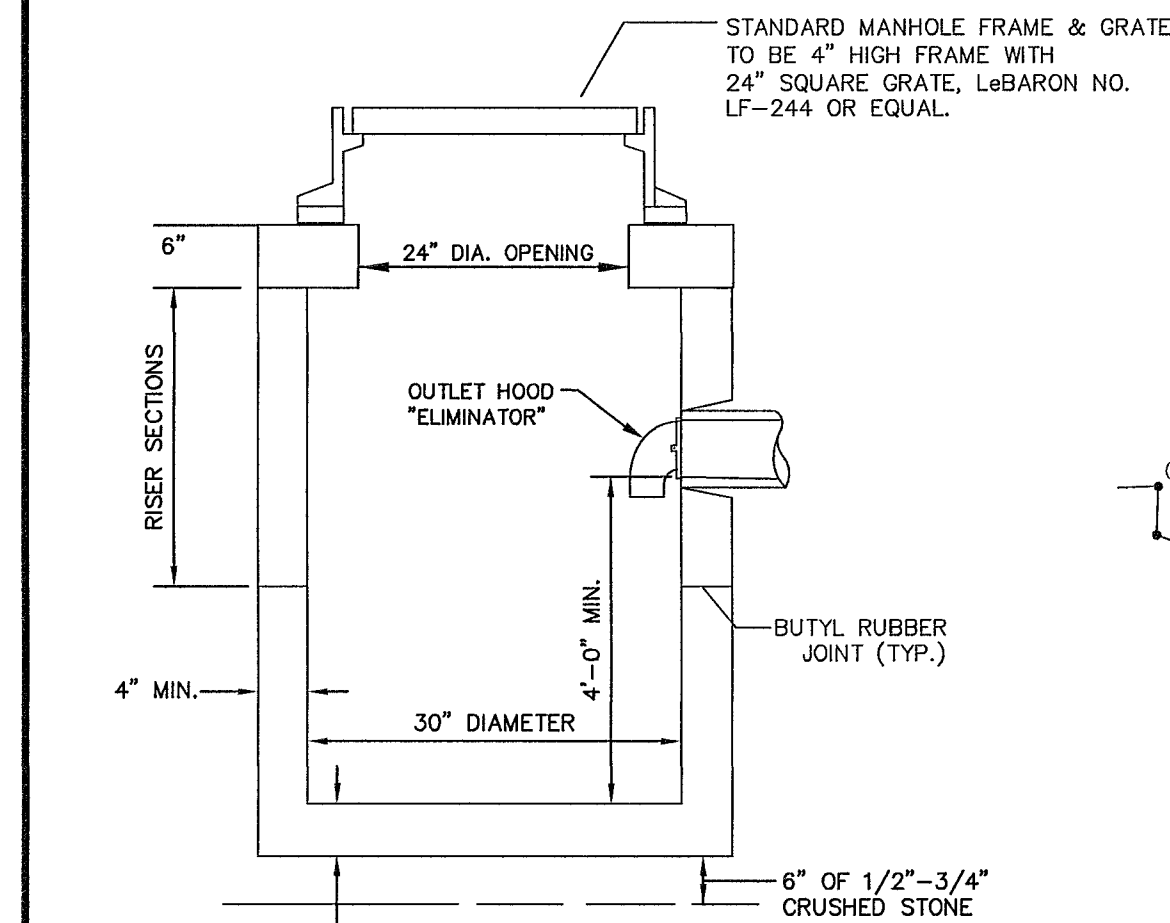 STANDARD MANHOLE FRAME & GRATE
TO BE 4" HIGH FRAME WITH
24" SQUARE GRATE, LeBARON NO.
LF-244 OR EQUAL.
6"
24" DIA. OPENING
RISER SECTIONS
OUTLET HOOD
"ELIMINATOR"
4'-0" MIN.
BUTYL RUBBER
JOINT (TYP.)
4" MIN.
30" DIAMETER
6" OF 1/2"-3/4"
CRUSHED STONE